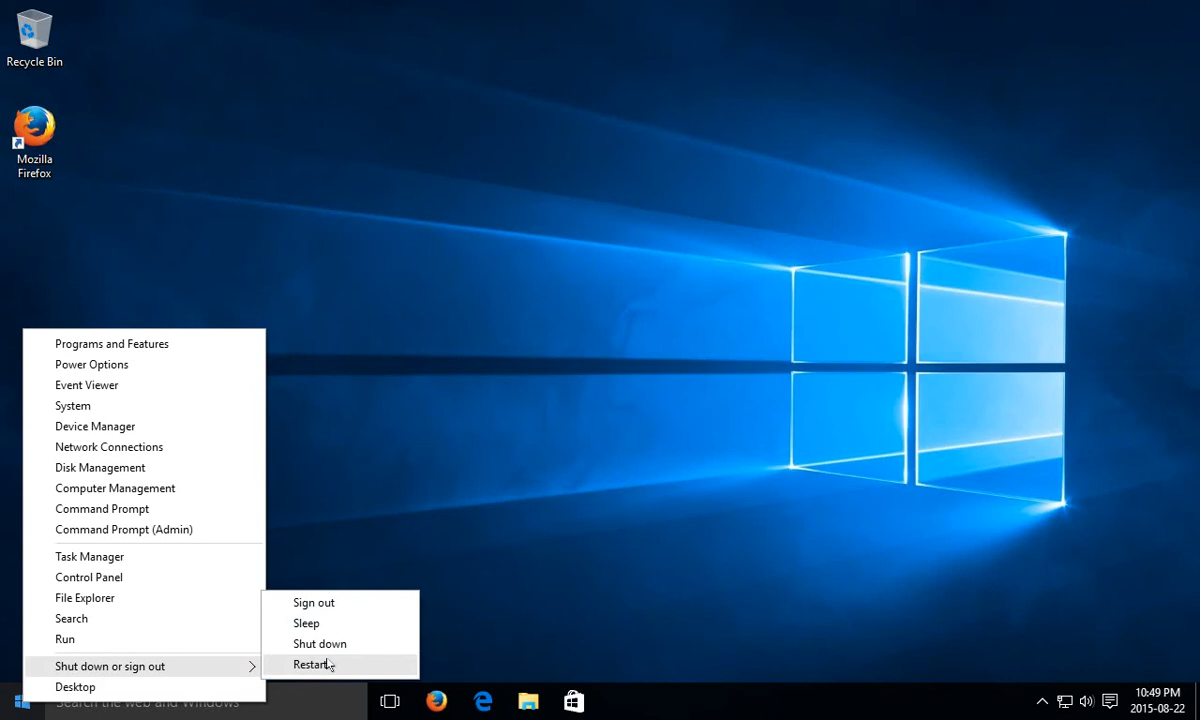 Recycle Bin
Mozilla
Firefox
Programs and Features
Power Options
Event Viewer
System
Device Manager
Network Connections
Disk Management
Computer Management
Command Prompt
Command Prompt (Admin)
Task Manager
Control Panel
File Explorer
Search
Run
Shut down or sign out
Desktop
Sign out
Sleep
Shut down
Restart
Search the web and Windows
10:49 PM
2015-08-22